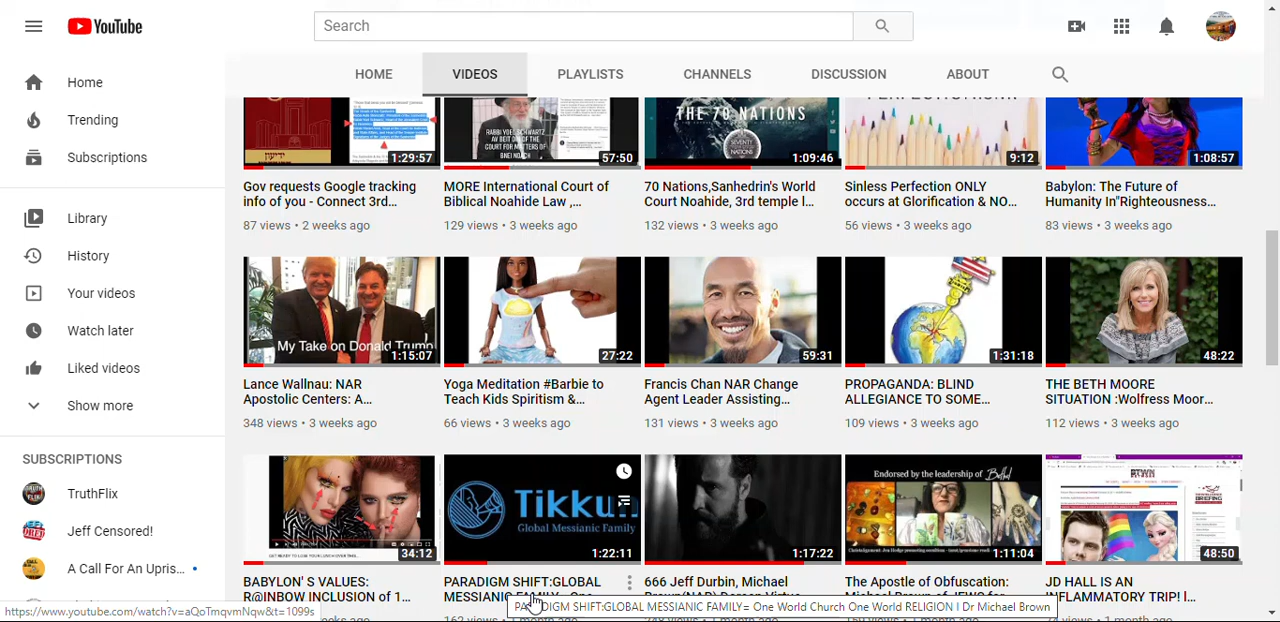 YouTube
Search
HOME
VIDEOS
PLAYLISTS
CHANNELS
DISCUSSION
ABOUT
Home
Trending
Subscriptions
Library
History
Your videos
Watch later
Liked videos
Show more
SUBSCRIPTIONS
TruthFlix
Jeff Censored!
A Call For An Upris...
RABBI YOEL SCHWARTZ
AV BEIT DIN OF THE
COURT FOR MATTERS OF
BNEI NOACH
THE 70 NATIONS
SEVENTY
NATIONS
1:29:57
57:50
1:09:46
9:12
1:08:57
Gov requests Google tracking
info of you - Connect 3rd...
87 views • 2 weeks ago
MORE International Court of
Biblical Noahide Law ,...
129 views • 3 weeks ago
70 Nations,Sanhedrin's World
Court Noahide, 3rd temple l...
132 views • 3 weeks ago
Sinless Perfection ONLY
occurs at Glorification & NO...
56 views • 3 weeks ago
Babylon: The Future of
Humanity In"Righteousness...
83 views • 3 weeks ago
My Take on Donald Trump
1:15:07
27:22
59:31
1:31:18
48:22
Lance Wallnau: NAR
Apostolic Centers: A...
348 views • 3 weeks ago
Yoga Meditation #Barbie to
Teach Kids Spiritism &...
66 views • 3 weeks ago
Francis Chan NAR Change
Agent Leader Assisting...
131 views • 3 weeks ago
PROPAGANDA: BLIND
ALLEGIANCE TO SOME...
109 views • 3 weeks ago
THE BETH MOORE
SITUATION :Wolfress Moor...
112 views • 3 weeks ago
34:12
Tikkun
Global Messianic Family
1:22:11
1:17:22
Endorsed by the leadership of Bethel
1:11:04
48:50
BABYLON' S VALUES:
R@INBOW INCLUSION of 1...
PARADIGM SHIFT:GLOBAL
MESSIANIC FAMILY= One
666 Jeff Durbin, Michael
The Apostle of Obfuscation:
JD HALL IS AN
INFLAMMATORY TRIP! l...
PARADIGM SHIFT:GLOBAL MESSIANIC FAMILY= One World Church One World RELIGION l Dr Michael Brown
https://www.youtube.com/watch?v=aQoTmqvmNqw&t=1099s